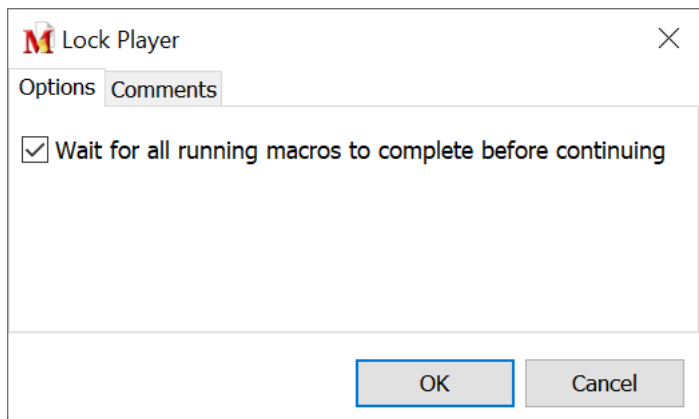 Lock Player
Options Comments
Wait for all running macros to complete before continuing
OK Cancel